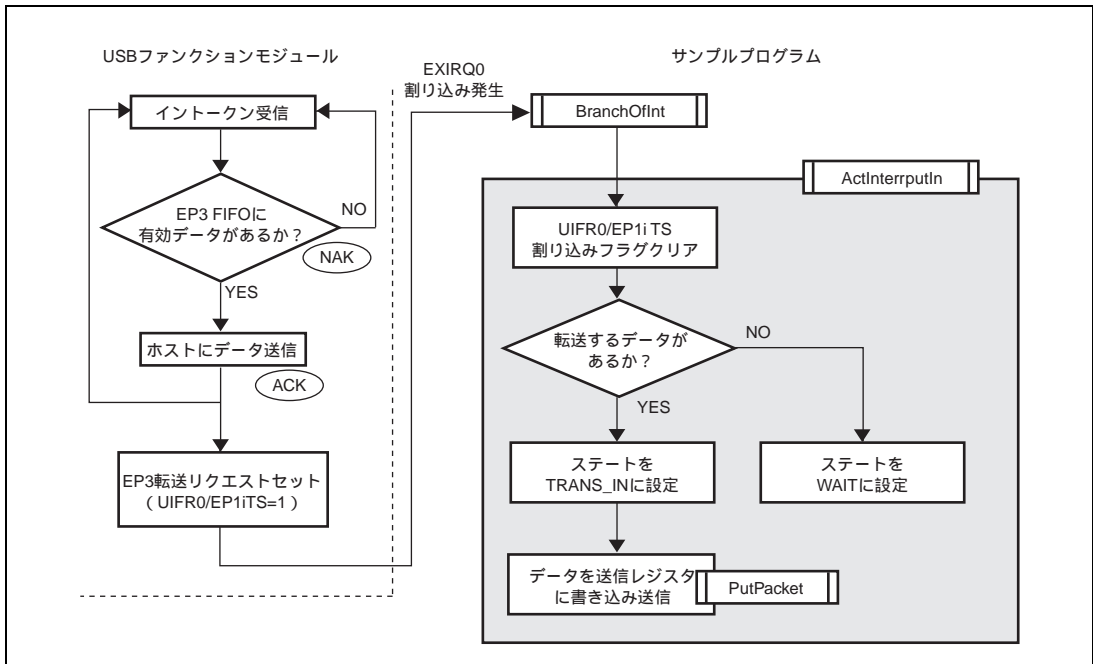 USBファンクションモジュール
サンプルプログラム
EXIRQ0
割り込み発生
イントークン受信
BranchOfInt
ActInterrputIn
EP3 FIFOに
有効データがあるか？
NO
NAK
YES
UIFR0/EP1i TS
割り込みフラグクリア
ホストにデータ送信
ACK
転送するデータが
あるか？
NO
YES
EP3転送リクエストセット
（UIFR0/EP1iTS=1）
ステートを
TRANS_INに設定
ステートを
WAITに設定
データを送信レジスタ
に書き込み送信
PutPacket